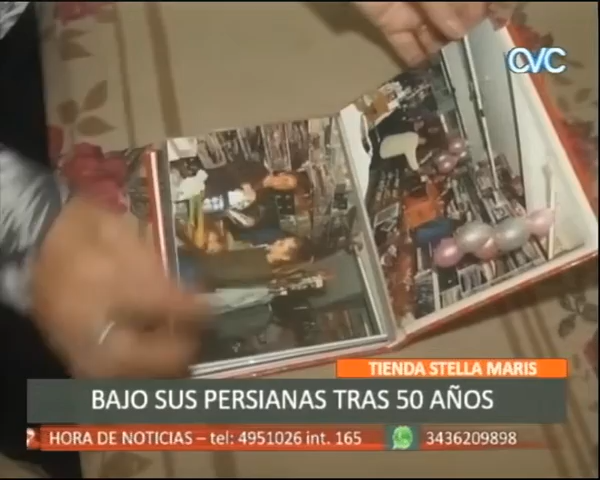 CVC
TIENDA STELLA MARIS
BAJO SUS PERSIANAS TRAS 50 AÑOS
HORA DE NOTICIAS – tel: 4951026 int. 165
3436209898